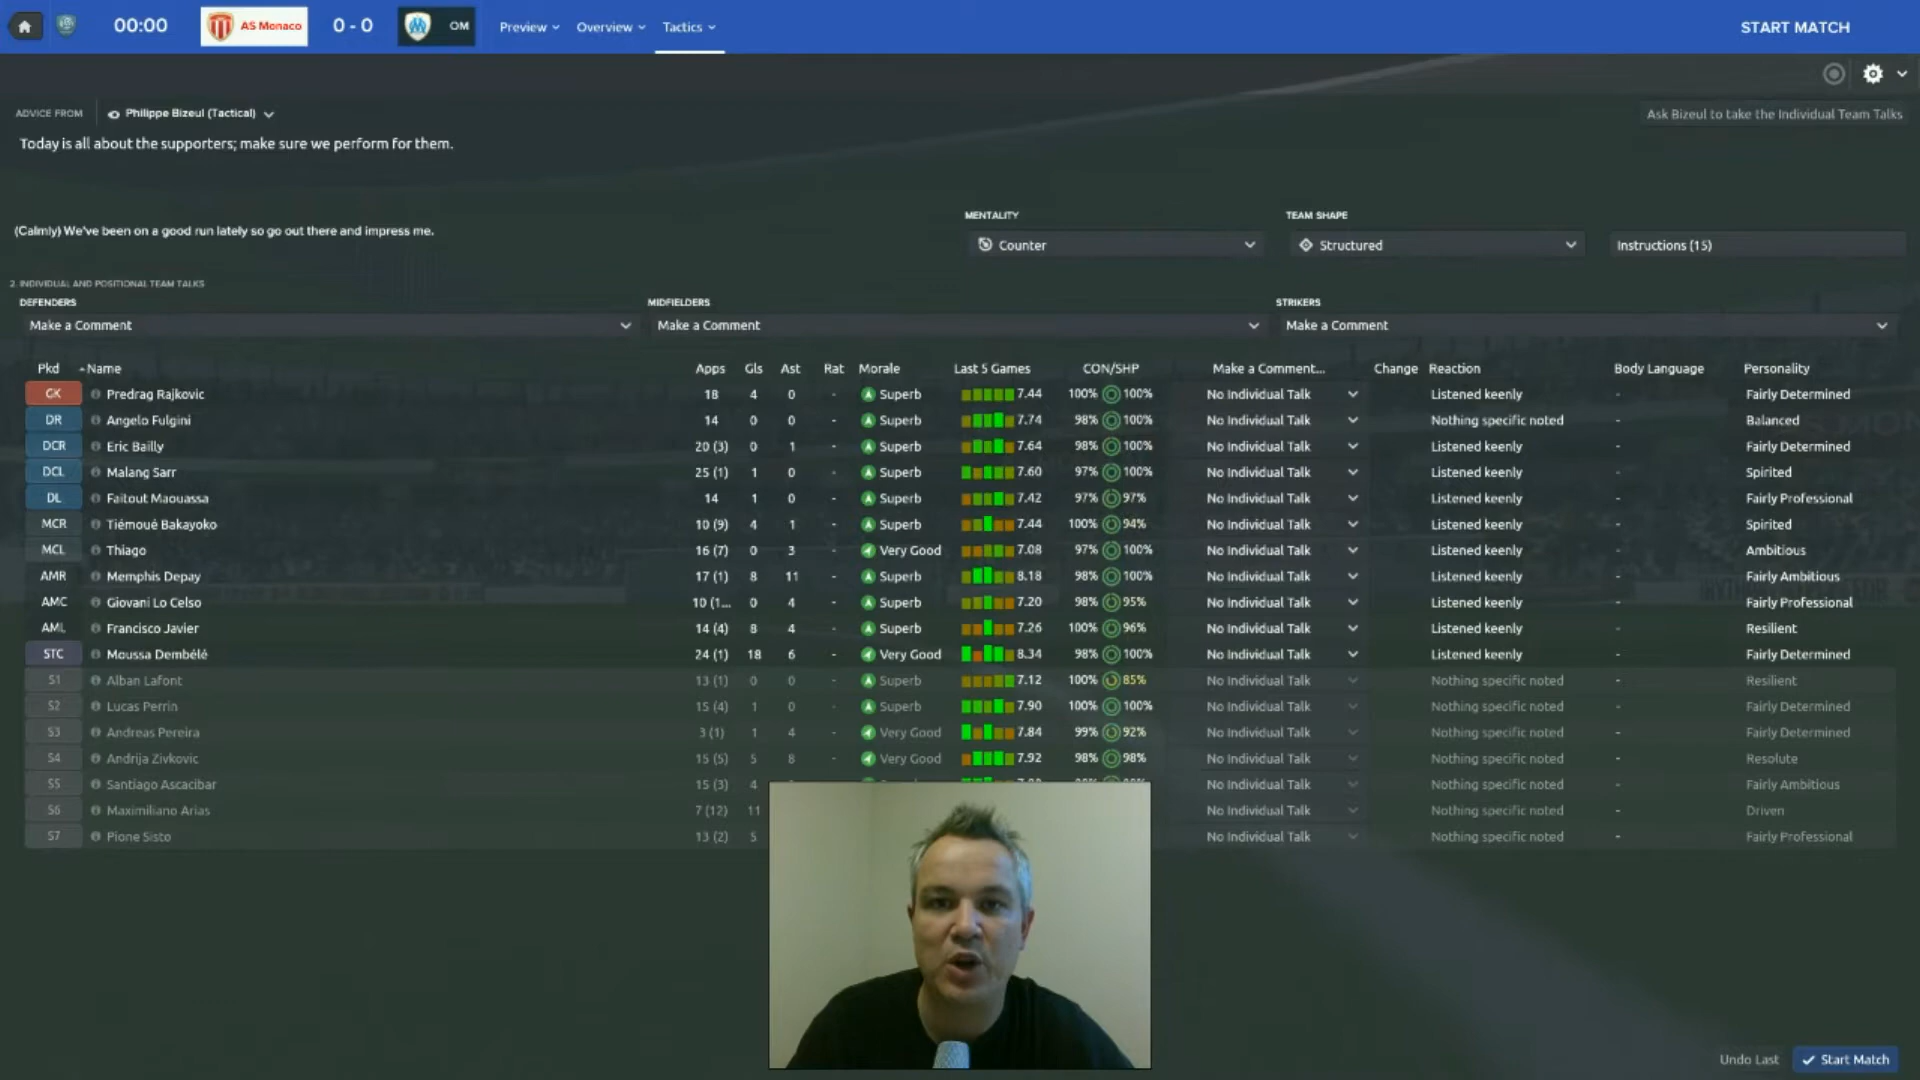 00:00 AS Monaco 0 - 0 OM Preview Overview Tactics START MATCH
ADVICE FROM Philippe Bizeul (Tactical) Ask Bizeul to take the Individual Team Talks
Today is all about the supporters; make sure we perform for them.
MENTALITY TEAM SHAPE
(Calmly) We've been on a good run lately so go out there and impress me.
Counter Structured Instructions (15)
2. INDIVIDUAL AND POSITIONAL TEAM TALKS
DEFENDERS MIDFIELDERS STRIKERS
Make a Comment Make a Comment Make a Comment
Pkd Name Apps Gls Ast Rat Morale Last 5 Games CON/SHP Make a Comment... Change Reaction Body Language Personality
GK Predrag Rajkovic 18 4 0 - Superb 7.44 100% 100% No Individual Talk Listened keenly - Fairly Determined
DR Angelo Fulgini 14 0 0 - Superb 7.74 98% 100% No Individual Talk Nothing specific noted - Balanced
DCR Eric Bailly 20 (3) 0 1 - Superb 7.64 98% 100% No Individual Talk Listened keenly - Fairly Determined
DCL Malang Sarr 25 (1) 1 0 - Superb 7.60 97% 100% No Individual Talk Listened keenly - Spirited
DL Faitout Maouassa 14 1 0 - Superb 7.42 97% 97% No Individual Talk Listened keenly - Fairly Professional
MCR Tiémoué Bakayoko 10 (9) 4 1 - Superb 7.44 100% 94% No Individual Talk Listened keenly - Spirited
MCL Thiago 16 (7) 0 3 - Very Good 7.08 97% 100% No Individual Talk Listened keenly - Ambitious
AMR Memphis Depay 17 (1) 8 11 - Superb 8.18 98% 100% No Individual Talk Listened keenly - Fairly Ambitious
AMC Giovani Lo Celso 10 (1... 0 4 - Superb 7.20 98% 95% No Individual Talk Listened keenly - Fairly Professional
AML Francisco Javier 14 (4) 8 4 - Superb 7.26 100% 96% No Individual Talk Listened keenly - Resilient
STC Moussa Dembélé 24 (1) 18 6 - Very Good 8.34 98% 100% No Individual Talk Listened keenly - Fairly Determined
S1 Alban Lafont 13 (1) 0 0 - Superb 7.12 100% 85% No Individual Talk Nothing specific noted - Resilient
S2 Lucas Perrin 15 (4) 1 0 - Superb 7.90 100% 100% No Individual Talk Nothing specific noted - Fairly Determined
S3 Andreas Pereira 3 (1) 1 4 - Very Good 7.84 99% 92% No Individual Talk Nothing specific noted - Fairly Determined
S4 Andrija Zivkovic 15 (5) 5 8 - Very Good 7.92 98% 98% No Individual Talk Nothing specific noted - Resolute
S5 Santiago Ascacibar 15 (3) 4 No Individual Talk Nothing specific noted - Fairly Ambitious
S6 Maximiliano Arias 7 (12) 11 No Individual Talk Nothing specific noted - Driven
S7 Pione Sisto 13 (2) 5 No Individual Talk Nothing specific noted - Fairly Professional
Undo Last Start Match